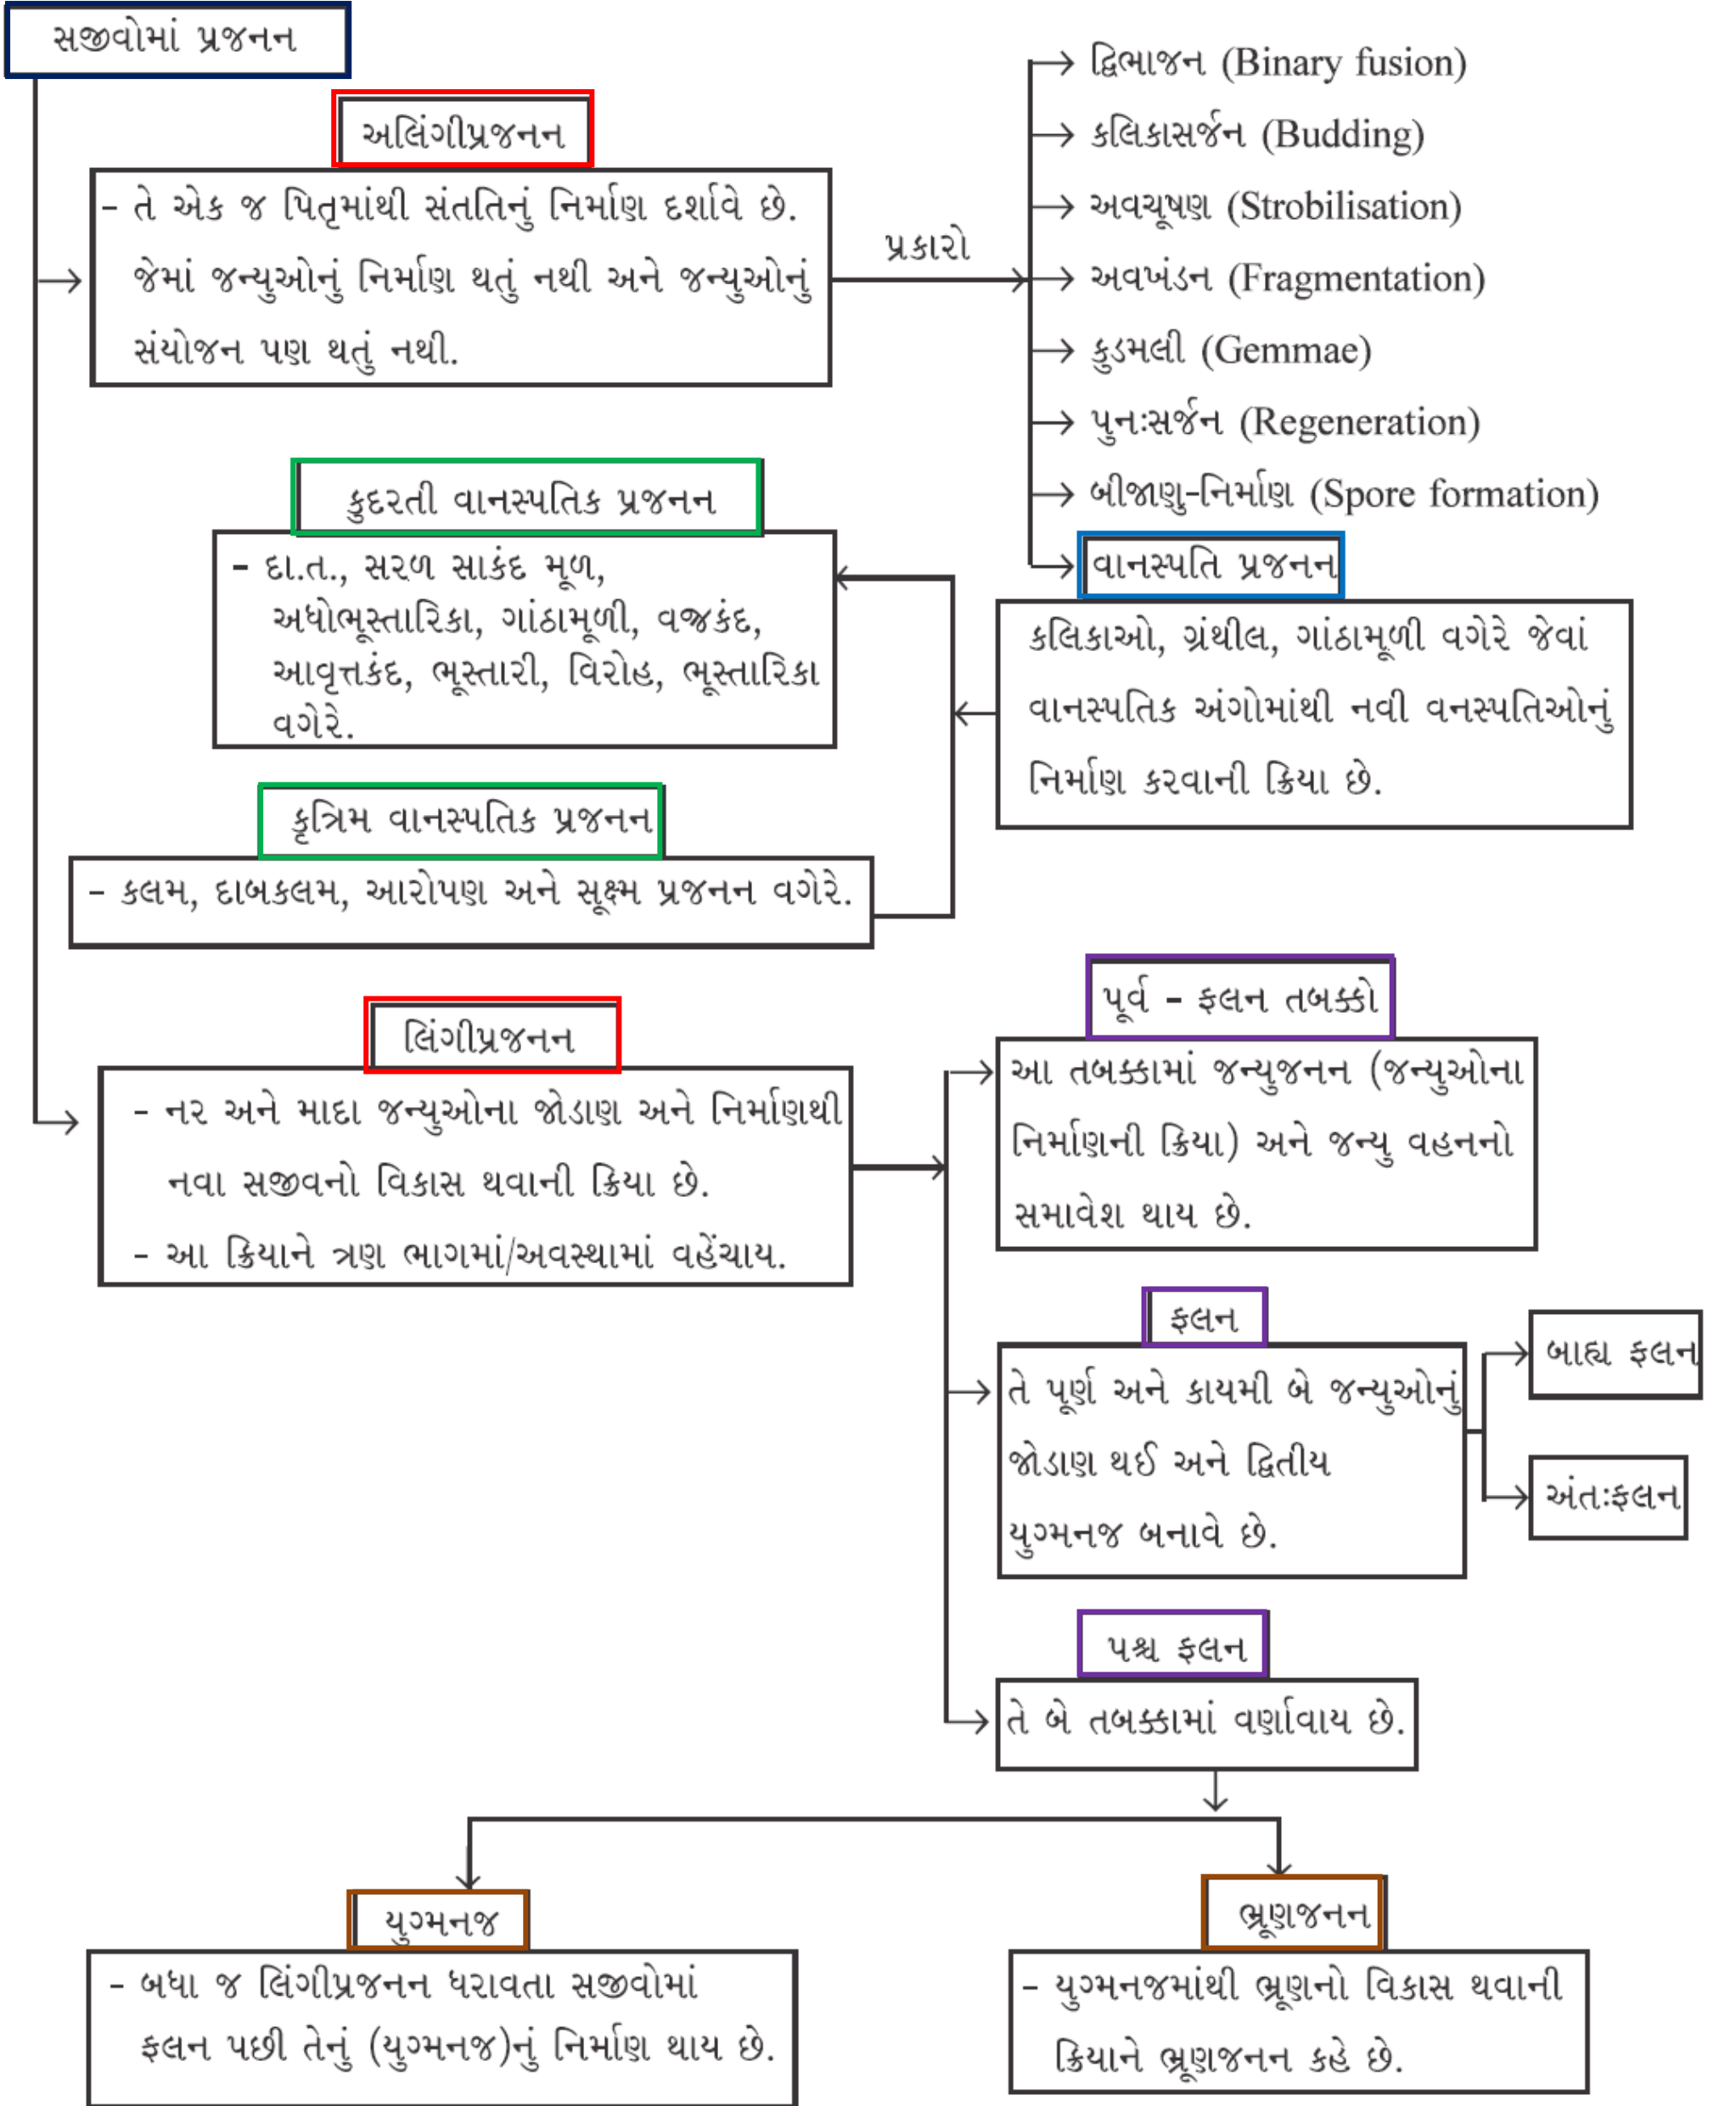 સજીવોમાં પ્રજનન
અલિંગીપ્રજનન
– તે એક જ પિતૃમાંથી સંતતિનું નિર્માણ દર્શાવે છે.
જેમાં જન્યુઓનું નિર્માણ થતું નથી અને જન્યુઓનું
સંયોજન પણ થતું નથી.
પ્રકારો
દ્વિભાજન (Binary fusion)
કલિકાસર્જન (Budding)
અવચૂષણ (Strobilisation)
અવખંડન (Fragmentation)
કુડમલી (Gemmae)
પુનઃસર્જન (Regeneration)
બીજાણુ-નિર્માણ (Spore formation)
વાનસ્પતિ પ્રજનન
કલિકાઓ, ગ્રંથીલ, ગાંઠામૂળી વગેરે જેવાં
વાનસ્પતિક અંગોમાંથી નવી વનસ્પતિઓનું
નિર્માણ કરવાની ક્રિયા છે.
કુદરતી વાનસ્પતિક પ્રજનન
– દા.ત., સરળ સાકંદ મૂળ,
અધોભૂસ્તારિકા, ગાંઠામૂળી, વજ્રકંદ,
આવૃત્તકંદ, ભૂસ્તારી, વિરોહ, ભૂસ્તારિકા
વગેરે.
કૃત્રિમ વાનસ્પતિક પ્રજનન
– કલમ, દાબકલમ, આરોપણ અને સૂક્ષ્મ પ્રજનન વગેરે.
લિંગીપ્રજનન
– નર અને માદા જન્યુઓના જોડાણ અને નિર્માણથી
નવા સજીવનો વિકાસ થવાની ક્રિયા છે.
– આ ક્રિયાને ત્રણ ભાગમાં/અવસ્થામાં વહેંચાય.
પૂર્વ – ફલન તબક્કો
આ તબક્કામાં જન્યુજનન (જન્યુઓના
નિર્માણની ક્રિયા) અને જન્યુ વહનનો
સમાવેશ થાય છે.
ફલન
તે પૂર્ણ અને કાયમી બે જન્યુઓનું
જોડાણ થઈ અને દ્વિતીય
યુગ્મનજ બનાવે છે.
બાહ્ય ફલન
અંતઃફલન
પશ્ચ ફલન
તે બે તબક્કામાં વર્ણાવાય છે.
યુગ્મનજ
– બધા જ લિંગીપ્રજનન ધરાવતા સજીવોમાં
ફલન પછી તેનું (યુગ્મનજ)નું નિર્માણ થાય છે.
ભ્રૂણજનન
– યુગ્મનજમાંથી ભ્રૂણનો વિકાસ થવાની
ક્રિયાને ભ્રૂણજનન કહે છે.